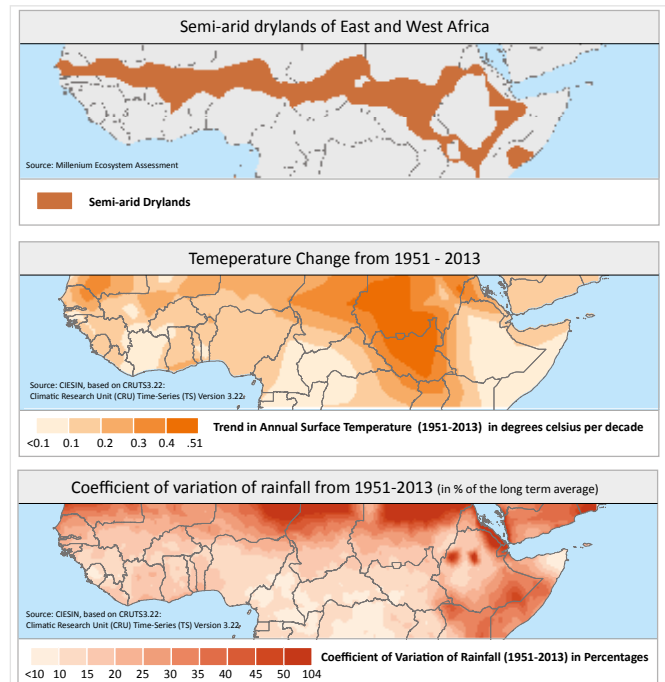 Semi-arid drylands of East and West Africa
Source: Millenium Ecosystem Assessment
Semi-arid Drylands
Temeperature Change from 1951 - 2013
Source: CIESIN, based on CRUTS3.22:
Climatic Research Unit (CRU) Time-Series (TS) Version 3.22.
Trend in Annual Surface Temperature (1951-2013) in degrees celsius per decade
<0.1 0.1 0.2 0.3 0.4 .51
Coefficient of variation of rainfall from 1951-2013 (in % of the long term average)
Source: CIESIN, based on CRUTS3.22:
Climatic Research Unit (CRU) Time-Series (TS) Version 3.22.
Coefficient of Variation of Rainfall (1951-2013) in Percentages
<10 10 15 20 25 30 35 40 45 50 104